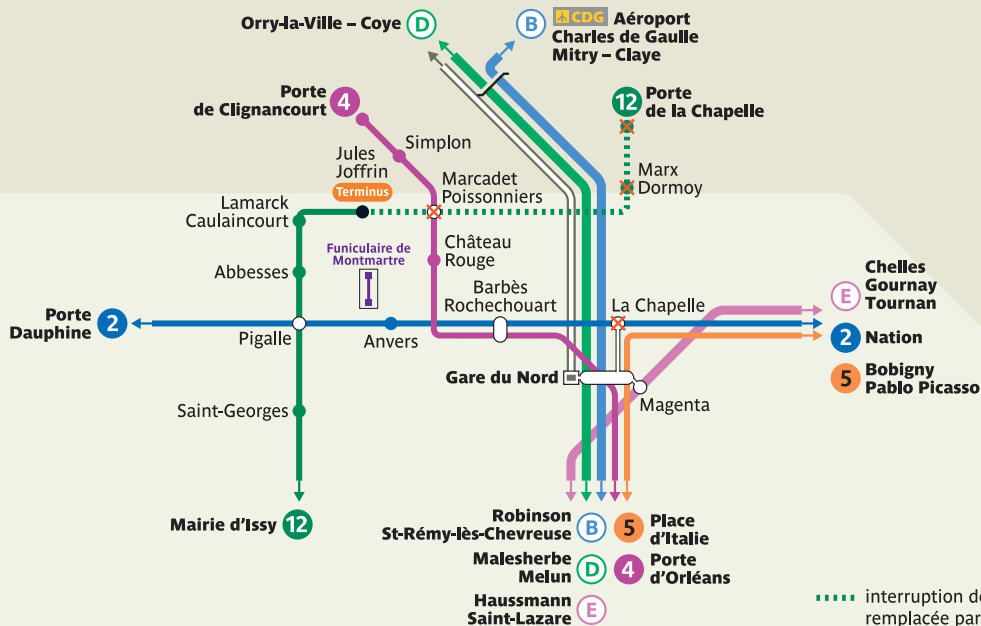 Orry-la-Ville – Coye D
B CDG Aéroport
Charles de Gaulle
Mitry – Claye
Porte
de Clignancourt
4
12 Porte
de la Chapelle
Simplon
Jules
Joffrin
Terminus
Marcadet
Poissonniers
Marx
Dormoy
Lamarck
Caulaincourt
Funiculaire de
Montmartre
Château
Rouge
Abbesses
Barbès
Rochechouart
La Chapelle
Chelles
Gournay
Tournan
E
Porte
Dauphine
2
Pigalle
Anvers
2 Nation
Gare du Nord
Magenta
5 Bobigny
Pablo Picasso
Saint-Georges
Mairie d'Issy 12
Robinson
St-Rémy-lès-Chevreuse
B
5 Place
d'Italie
Malesherbe
Melun
D
4 Porte
d'Orléans
Haussmann
Saint-Lazare
E
interruption de
remplacée par